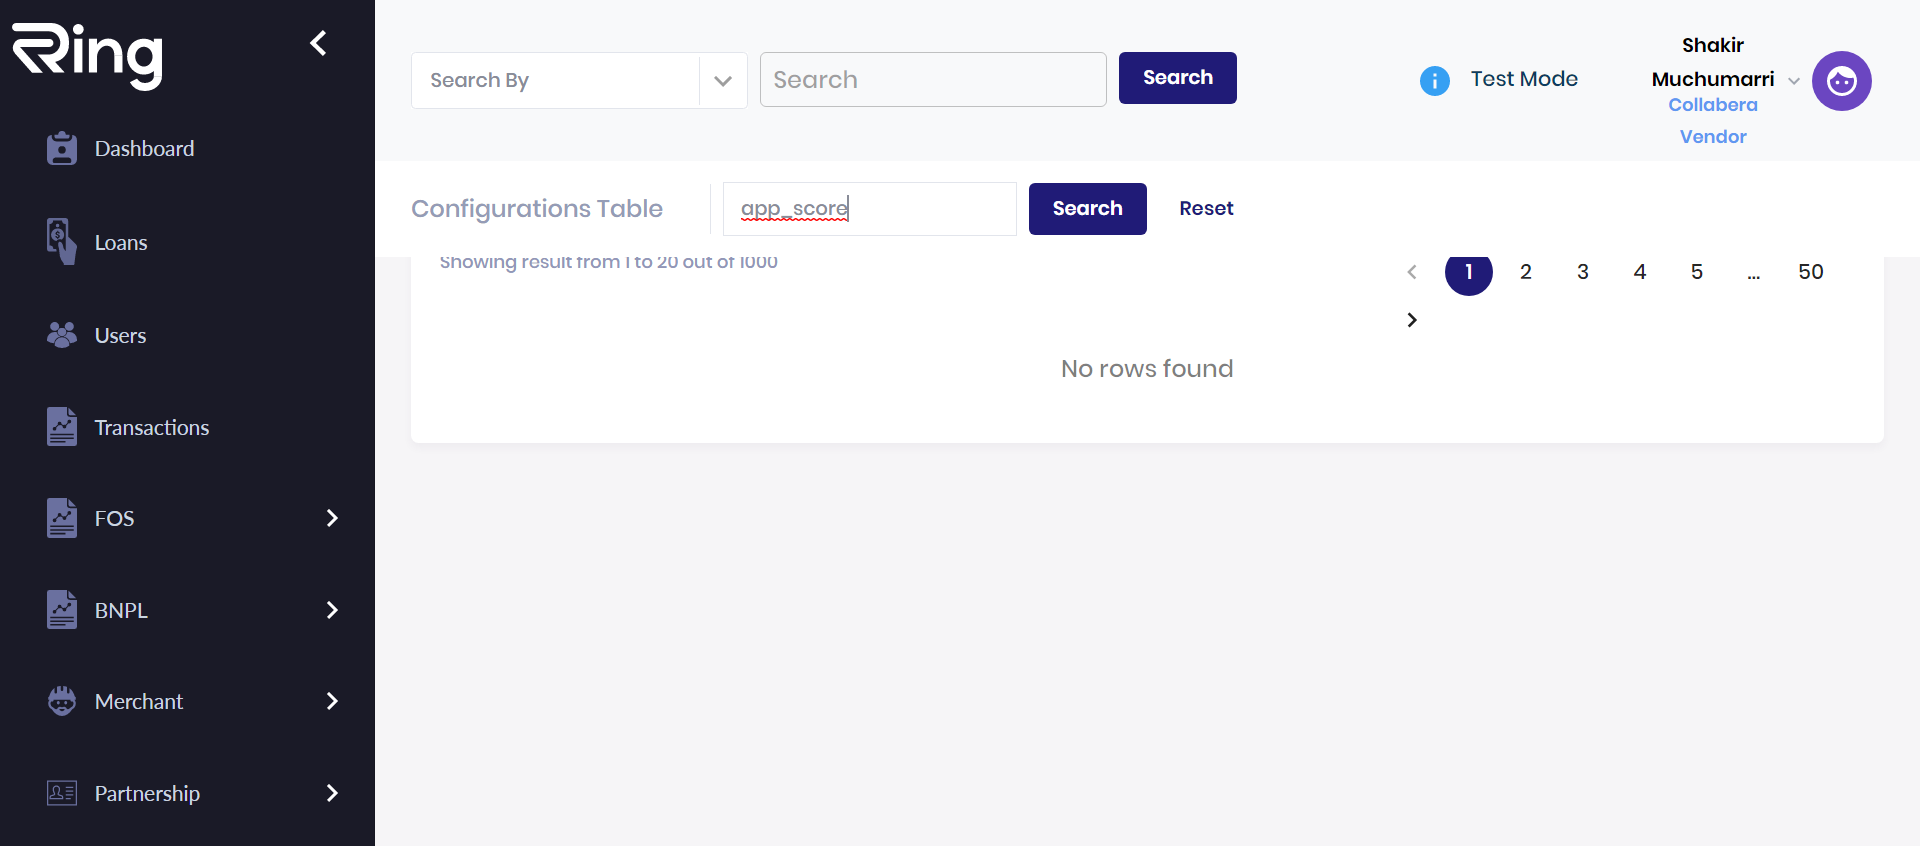 Ring
Dashboard
Loans
Users
Transactions
FOS
BNPL
Merchant
Partnership
Search By
Search
Search
Test Mode
Shakir
Muchumarri
Collabera
Vendor
Configurations Table
app_score
Search
Reset
Showing result from 1 to 20 out of 1000
1 2 3 4 5 ... 50
No rows found